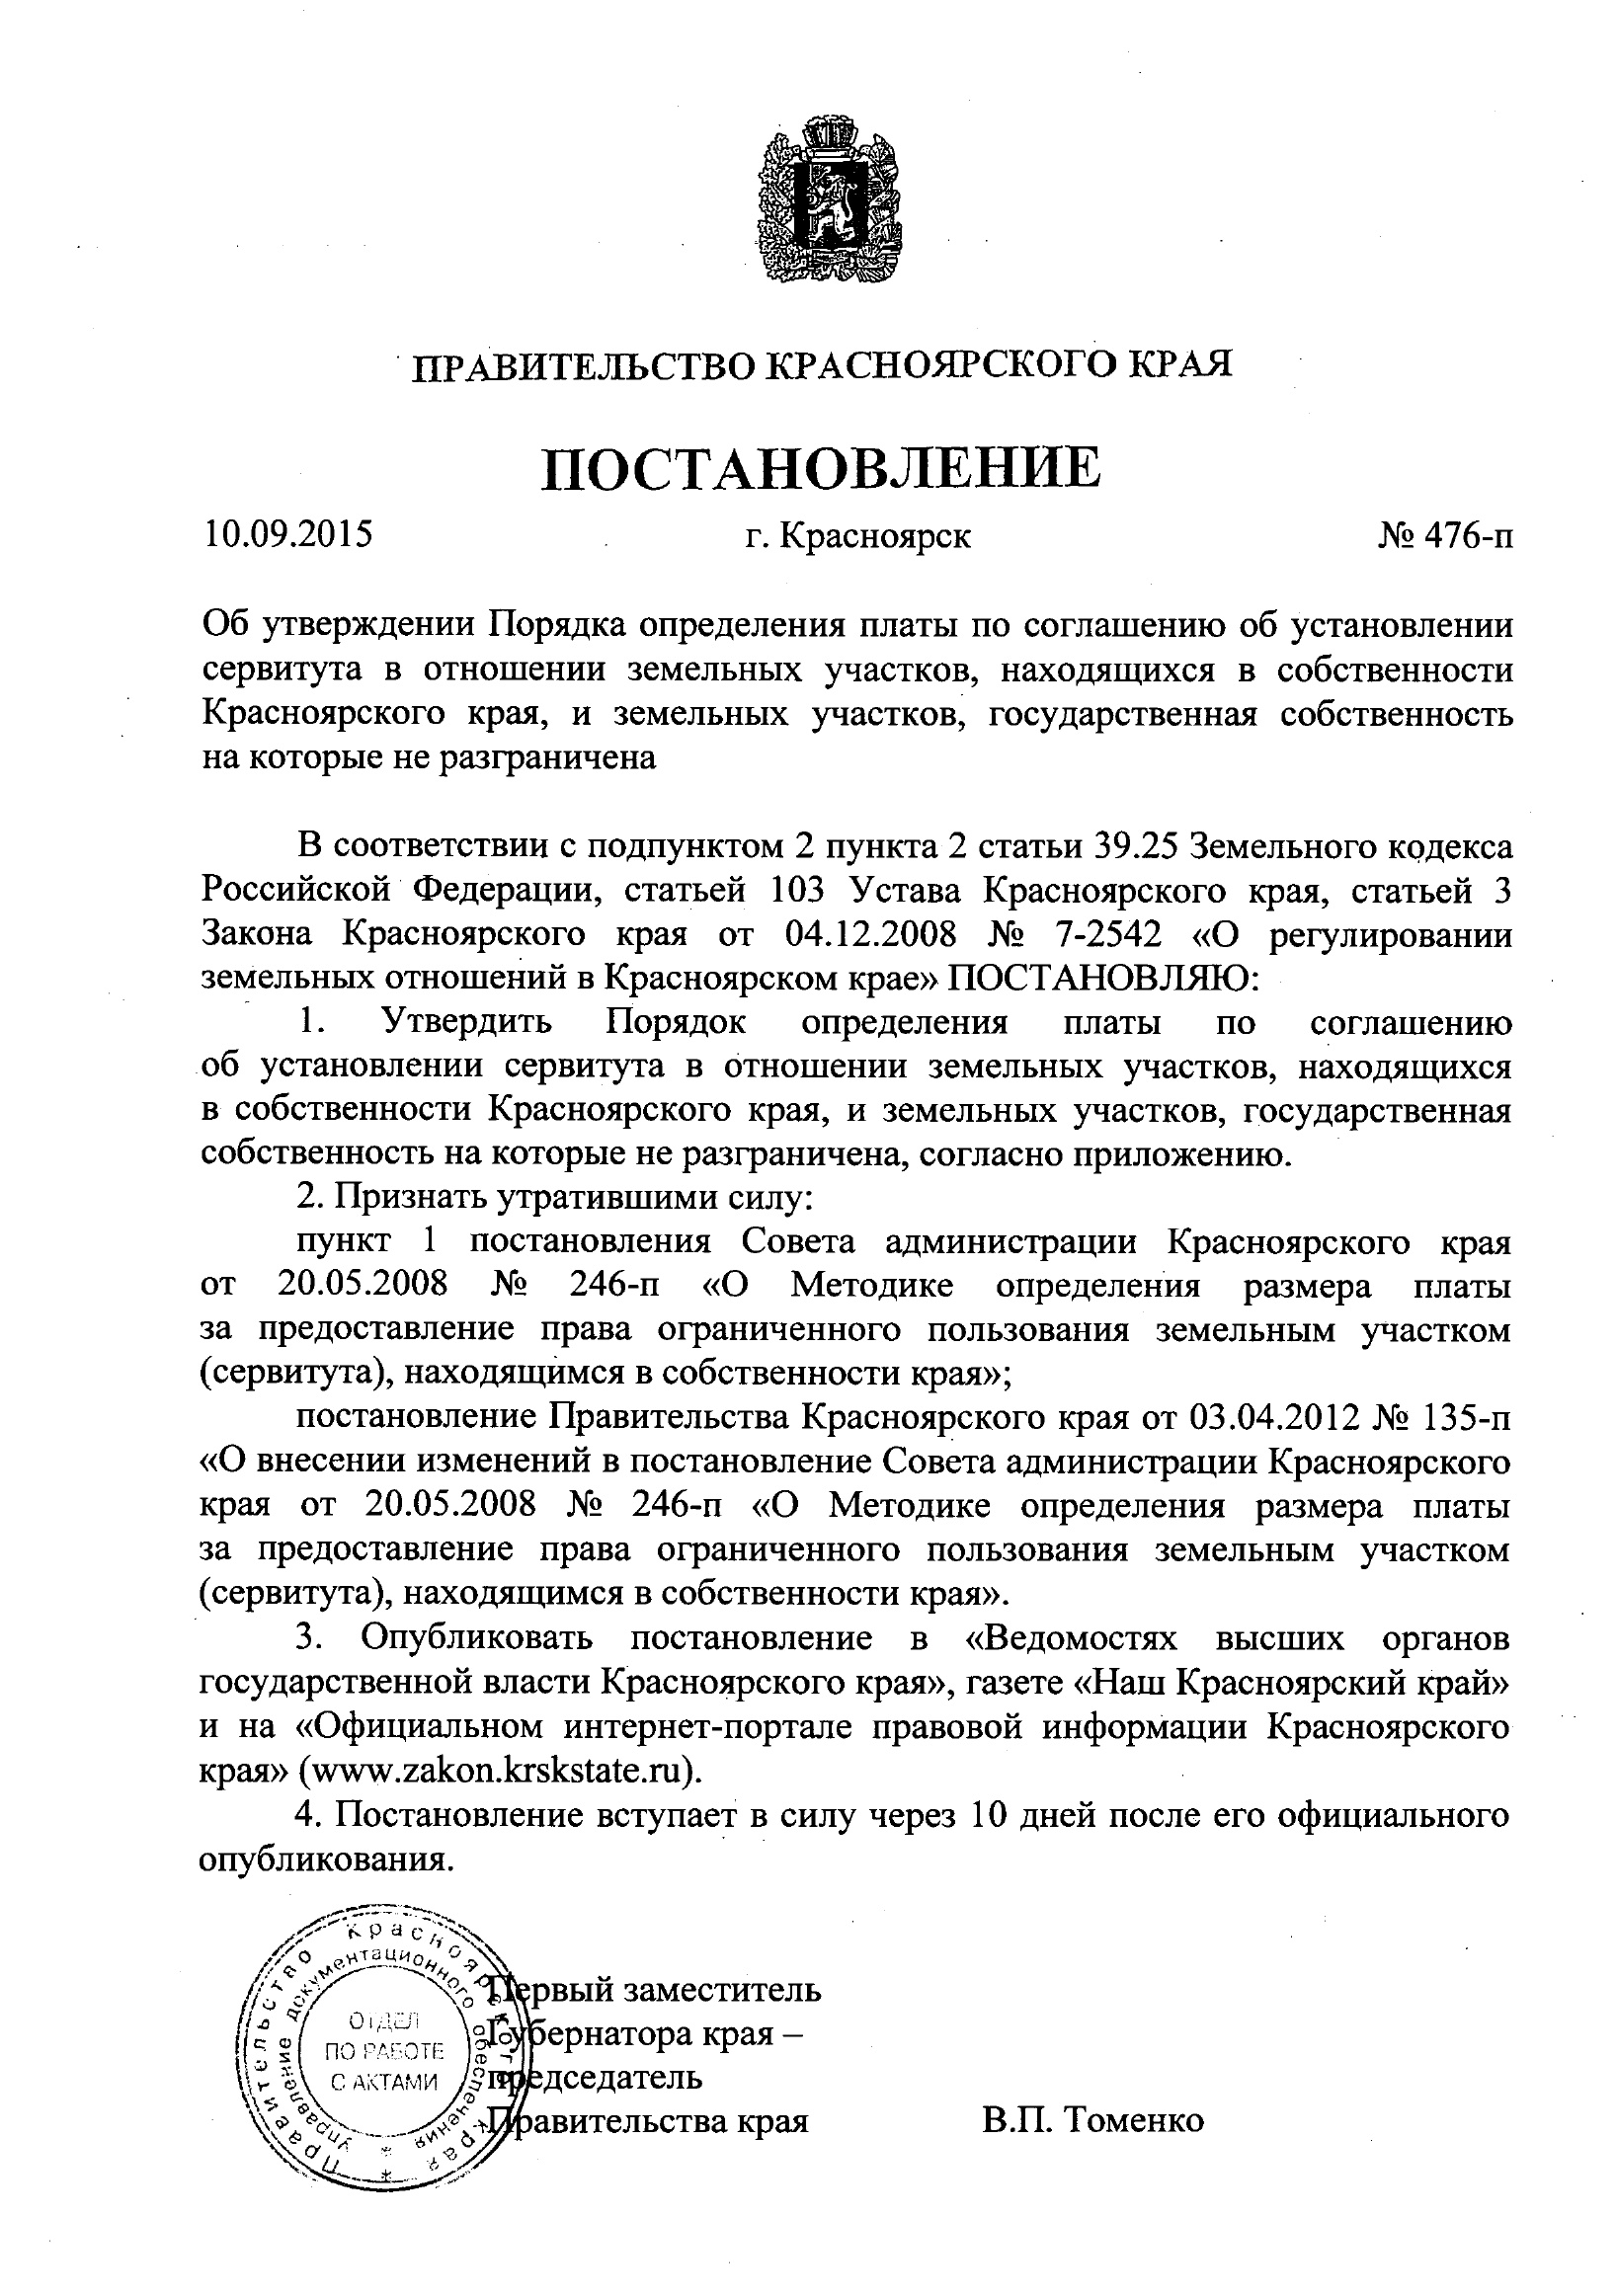 ПРАВИТЕЛЬСТВО КРАСНОЯРСКОГО КРАЯ
ПОСТАНОВЛЕНИЕ
10.09.2015 г. Красноярск № 476-п
Об утверждении Порядка определения платы по соглашению об установлении
сервитута в отношении земельных участков, находящихся в собственности
Красноярского края, и земельных участков, государственная собственность
на которые не разграничена
В соответствии с подпунктом 2 пункта 2 статьи 39.25 Земельного кодекса
Российской Федерации, статьей 103 Устава Красноярского края, статьей 3
Закона Красноярского края от 04.12.2008 № 7-2542 «О регулировании
земельных отношений в Красноярском крае» ПОСТАНОВЛЯЮ:
1. Утвердить Порядок определения платы по соглашению
об установлении сервитута в отношении земельных участков, находящихся
в собственности Красноярского края, и земельных участков, государственная
собственность на которые не разграничена, согласно приложению.
2. Признать утратившими силу:
пункт 1 постановления Совета администрации Красноярского края
от 20.05.2008 № 246-п «О Методике определения размера платы
за предоставление права ограниченного пользования земельным участком
(сервитута), находящимся в собственности края»;
постановление Правительства Красноярского края от 03.04.2012 № 135-п
«О внесении изменений в постановление Совета администрации Красноярского
края от 20.05.2008 № 246-п «О Методике определения размера платы
за предоставление права ограниченного пользования земельным участком
(сервитута), находящимся в собственности края».
3. Опубликовать постановление в «Ведомостях высших органов
государственной власти Красноярского края», газете «Наш Красноярский край»
и на «Официальном интернет-портале правовой информации Красноярского
края» (www.zakon.krskstate.ru).
4. Постановление вступает в силу через 10 дней после его официального
опубликования.
Первый заместитель
Губернатора края –
председатель
Правительства края В.П. Томенко
Правительство Красноярского края *
Управление документационного обеспечения *
ОТДЕЛ
ПО РАБОТЕ
С АКТАМИ